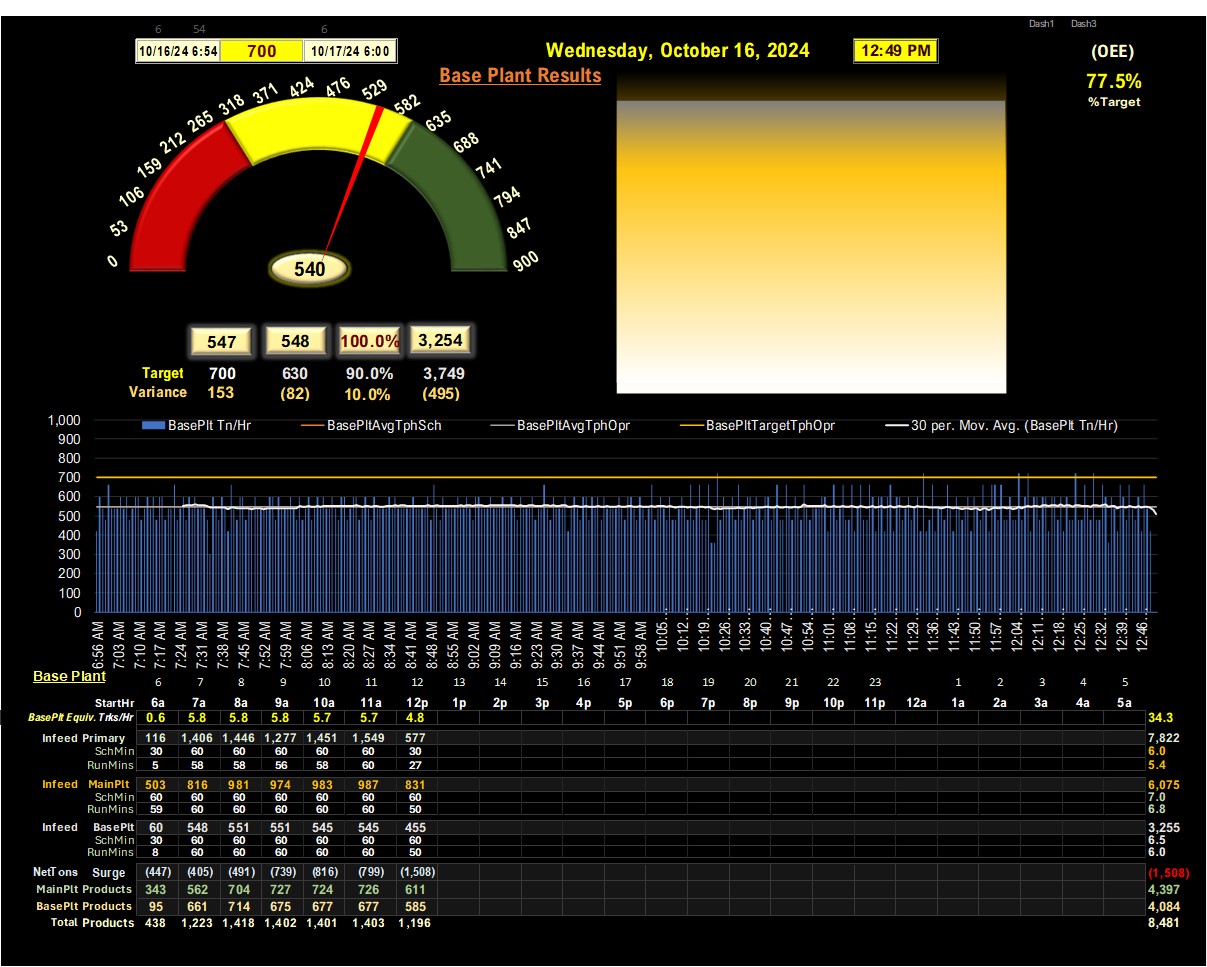 6 54 6 Dash1 Dash3
10/16/24 6:54 700 10/17/24 6:00 Wednesday, October 16, 2024 12:49 PM (OEE)
Base Plant Results 77.5%
%Target
0 53 106 159 212 265 318 371 424 476 529 582 635 688 741 794 847 900
540
547 548 100.0% 3,254
Target 700 630 90.0% 3,749
Variance 153 (82) 10.0% (495)
BasePlt Tn/Hr BasePltAvgTphSch BasePltAvgTphOpr BasePltTargetTphOpr 30 per. Mov. Avg. (BasePlt Tn/Hr)
1,000
900
800
700
600
500
400
300
200
100
0
6:56 AM 7:03 AM 7:10 AM 7:17 AM 7:24 AM 7:31 AM 7:38 AM 7:45 AM 7:52 AM 7:59 AM 8:06 AM 8:13 AM 8:20 AM 8:27 AM 8:34 AM 8:41 AM 8:48 AM 8:55 AM 9:02 AM 9:09 AM 9:16 AM 9:23 AM 9:30 AM 9:37 AM 9:44 AM 9:51 AM 9:58 AM 10:05… 10:12… 10:19… 10:26… 10:33… 10:40… 10:47… 10:54… 11:01… 11:08… 11:15… 11:22… 11:29… 11:36… 11:43… 11:50… 11:57… 12:04… 12:11… 12:18… 12:25… 12:32… 12:39… 12:46…
Base Plant 6 7 8 9 10 11 12 13 14 15 16 17 18 19 20 21 22 23 1 2 3 4 5
StartHr 6a 7a 8a 9a 10a 11a 12p 1p 2p 3p 4p 5p 6p 7p 8p 9p 10p 11p 12a 1a 2a 3a 4a 5a
BasePlt Equiv. Trks/Hr 0.6 5.8 5.8 5.8 5.7 5.7 4.8 34.3
Infeed Primary 116 1,406 1,446 1,277 1,451 1,549 577 7,822
SchMin 30 60 60 60 60 60 30 6.0
RunMins 5 58 58 56 58 60 27 5.4
Infeed MainPlt 503 816 981 974 983 987 831 6,075
SchMin 60 60 60 60 60 60 60 7.0
RunMins 59 60 60 60 60 60 50 6.8
Infeed BasePlt 60 548 551 551 545 545 455 3,255
SchMin 30 60 60 60 60 60 60 6.5
RunMins 8 60 60 60 60 60 50 6.0
NetTons Surge (447) (405) (491) (739) (816) (799) (1,508) (1,508)
MainPlt Products 343 562 704 727 724 726 611 4,397
BasePlt Products 95 661 714 675 677 677 585 4,084
Total Products 438 1,223 1,418 1,402 1,401 1,403 1,196 8,481